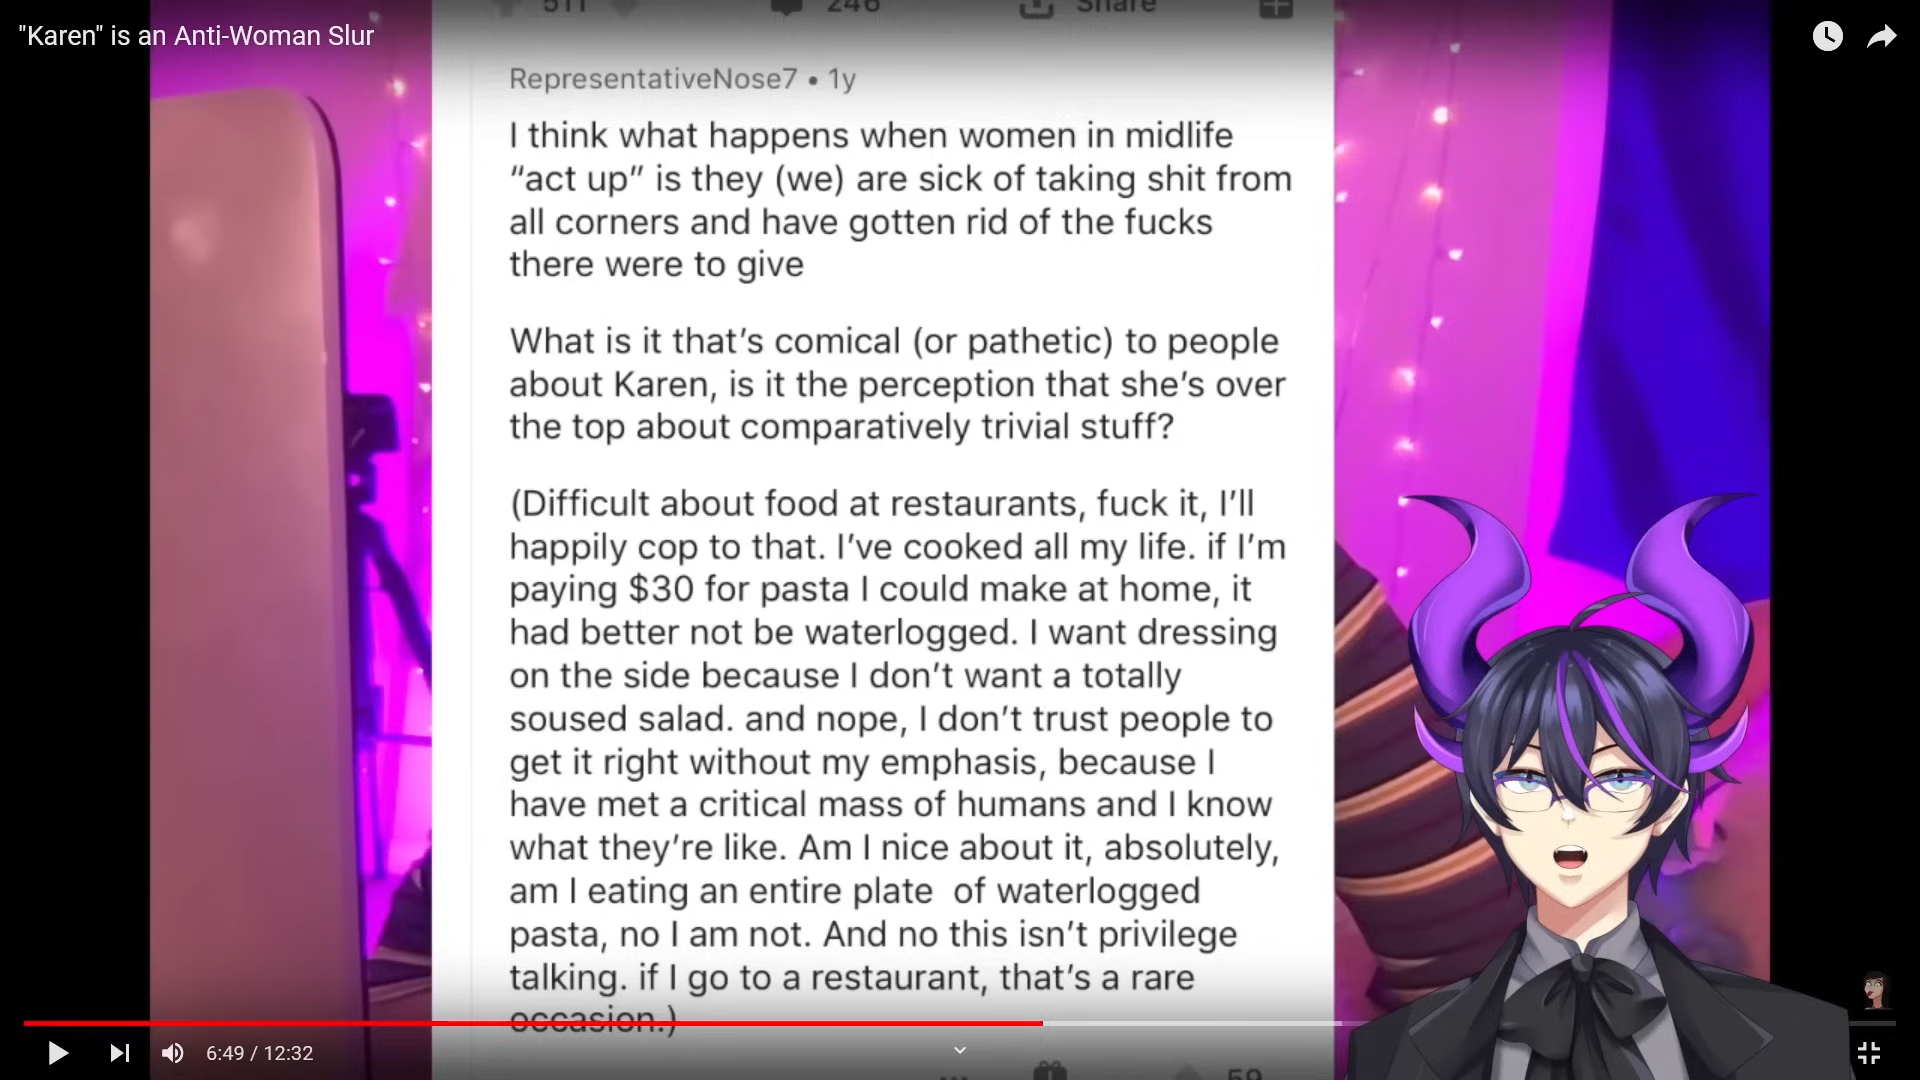 "Karen" is an Anti-Woman Slur
511 246 Share
RepresentativeNose7 • 1y
I think what happens when women in midlife
“act up” is they (we) are sick of taking shit from
all corners and have gotten rid of the fucks
there were to give
What is it that’s comical (or pathetic) to people
about Karen, is it the perception that she’s over
the top about comparatively trivial stuff?
(Difficult about food at restaurants, fuck it, I’ll
happily cop to that. I’ve cooked all my life. if I’m
paying $30 for pasta I could make at home, it
had better not be waterlogged. I want dressing
on the side because I don’t want a totally
soused salad. and nope, I don’t trust people to
get it right without my emphasis, because I
have met a critical mass of humans and I know
what they’re like. Am I nice about it, absolutely,
am I eating an entire plate of waterlogged
pasta, no I am not. And no this isn’t privilege
talking. if I go to a restaurant, that’s a rare
occasion.)
59
6:49 / 12:32